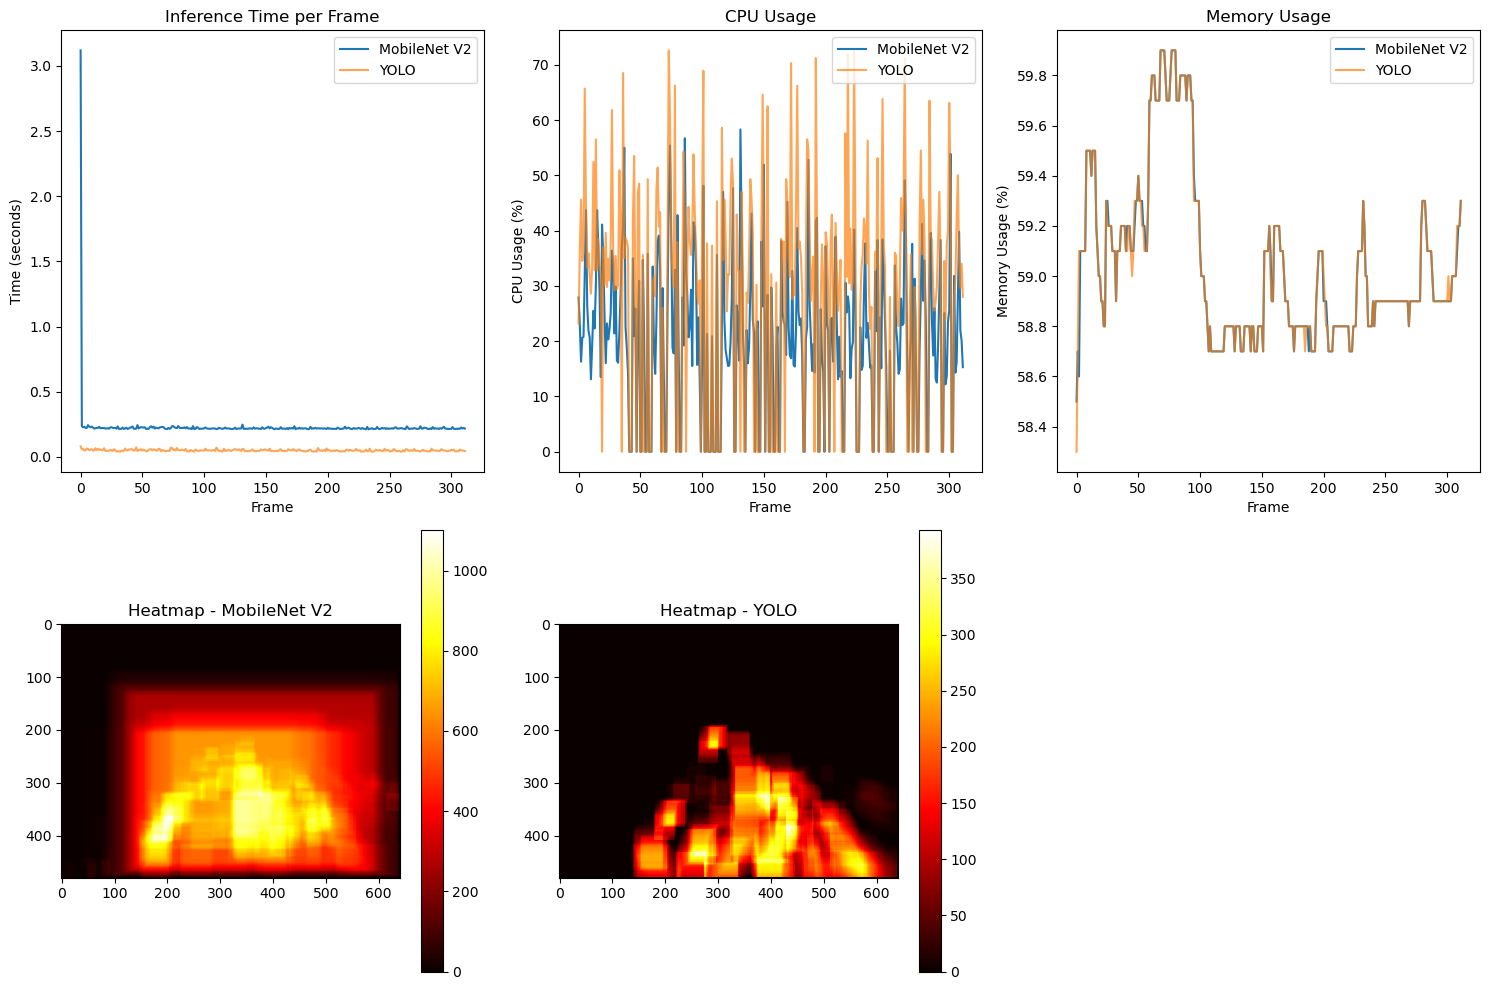 Inference Time per Frame
MobileNet V2
YOLO
Time (seconds)
3.0
2.5
2.0
1.5
1.0
0.5
0.0
0 50 100 150 200 250 300
Frame
CPU Usage
MobileNet V2
YOLO
CPU Usage (%)
70
60
50
40
30
20
10
0
0 50 100 150 200 250 300
Frame
Memory Usage
MobileNet V2
YOLO
Memory Usage (%)
59.8
59.6
59.4
59.2
59.0
58.8
58.6
58.4
0 50 100 150 200 250 300
Frame
Heatmap - MobileNet V2
0
100
200
300
400
0 100 200 300 400 500 600
1000
800
600
400
200
0
Heatmap - YOLO
0
100
200
300
400
0 100 200 300 400 500 600
350
300
250
200
150
100
50
0